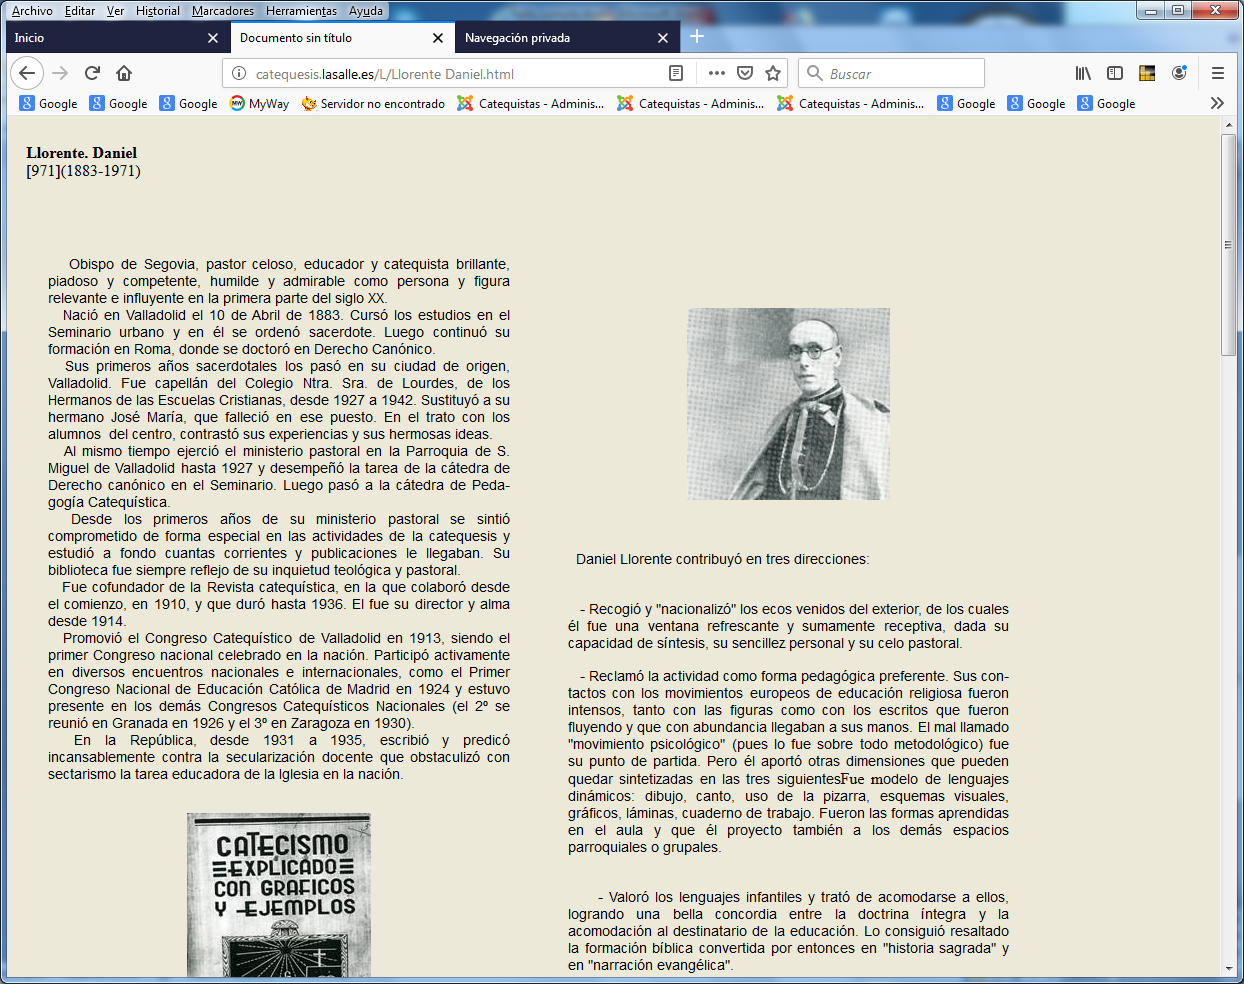 Archivo Editar Ver Historial Marcadores Herramientas Ayuda
Inicio
Documento sin título
Navegación privada
catequesis.lasalle.es/L/Llorente Daniel.html
Buscar
Google Google Google MyWay Servidor no encontrado Catequistas - Adminis... Catequistas - Adminis... Catequistas - Adminis... Google Google Google
Llorente. Daniel
[971](1883-1971)
Obispo de Segovia, pastor celoso, educador y catequista brillante,
piadoso y competente, humilde y admirable como persona y figura
relevante e influyente en la primera parte del siglo XX.
Nació en Valladolid el 10 de Abril de 1883. Cursó los estudios en el
Seminario urbano y en él se ordenó sacerdote. Luego continuó su
formación en Roma, donde se doctoró en Derecho Canónico.
Sus primeros años sacerdotales los pasó en su ciudad de origen,
Valladolid. Fue capellán del Colegio Ntra. Sra. de Lourdes, de los
Hermanos de las Escuelas Cristianas, desde 1927 a 1942. Sustituyó a su
hermano José María, que falleció en ese puesto. En el trato con los
alumnos del centro, contrastó sus experiencias y sus hermosas ideas.
Al mismo tiempo ejerció el ministerio pastoral en la Parroquia de S.
Miguel de Valladolid hasta 1927 y desempeñó la tarea de la cátedra de
Derecho canónico en el Seminario. Luego pasó a la cátedra de Peda-
gogía Catequística.
Desde los primeros años de su ministerio pastoral se sintió
comprometido de forma especial en las actividades de la catequesis y
estudió a fondo cuantas corrientes y publicaciones le llegaban. Su
biblioteca fue siempre reflejo de su inquietud teológica y pastoral.
Fue cofundador de la Revista catequística, en la que colaboró desde
el comienzo, en 1910, y que duró hasta 1936. El fue su director y alma
desde 1914.
Promovió el Congreso Catequístico de Valladolid en 1913, siendo el
primer Congreso nacional celebrado en la nación. Participó activamente
en diversos encuentros nacionales e internacionales, como el Primer
Congreso Nacional de Educación Católica de Madrid en 1924 y estuvo
presente en los demás Congresos Catequísticos Nacionales (el 2º se
reunió en Granada en 1926 y el 3º en Zaragoza en 1930).
En la República, desde 1931 a 1935, escribió y predicó
incansablemente contra la secularización docente que obstaculizó con
sectarismo la tarea educadora de la Iglesia en la nación.
CATECISMO
EXPLICADO
CON GRAFICOS
Y EJEMPLOS
Daniel Llorente contribuyó en tres direcciones:
- Recogió y "nacionalizó" los ecos venidos del exterior, de los cuales
él fue una ventana refrescante y sumamente receptiva, dada su
capacidad de síntesis, su sencillez personal y su celo pastoral.
- Reclamó la actividad como forma pedagógica preferente. Sus con-
tactos con los movimientos europeos de educación religiosa fueron
intensos, tanto con las figuras como con los escritos que fueron
fluyendo y que con abundancia llegaban a sus manos. El mal llamado
"movimiento psicológico" (pues lo fue sobre todo metodológico) fue
su punto de partida. Pero él aportó otras dimensiones que pueden
quedar sintetizadas en las tres siguientesFue modelo de lenguajes
dinámicos: dibujo, canto, uso de la pizarra, esquemas visuales,
gráficos, láminas, cuaderno de trabajo. Fueron las formas aprendidas
en el aula y que él proyecto también a los demás espacios
parroquiales o grupales.
- Valoró los lenguajes infantiles y trató de acomodarse a ellos,
logrando una bella concordia entre la doctrina íntegra y la
acomodación al destinatario de la educación. Lo consiguió resaltado
la formación bíblica convertida por entonces en "historia sagrada" y
en "narración evangélica".